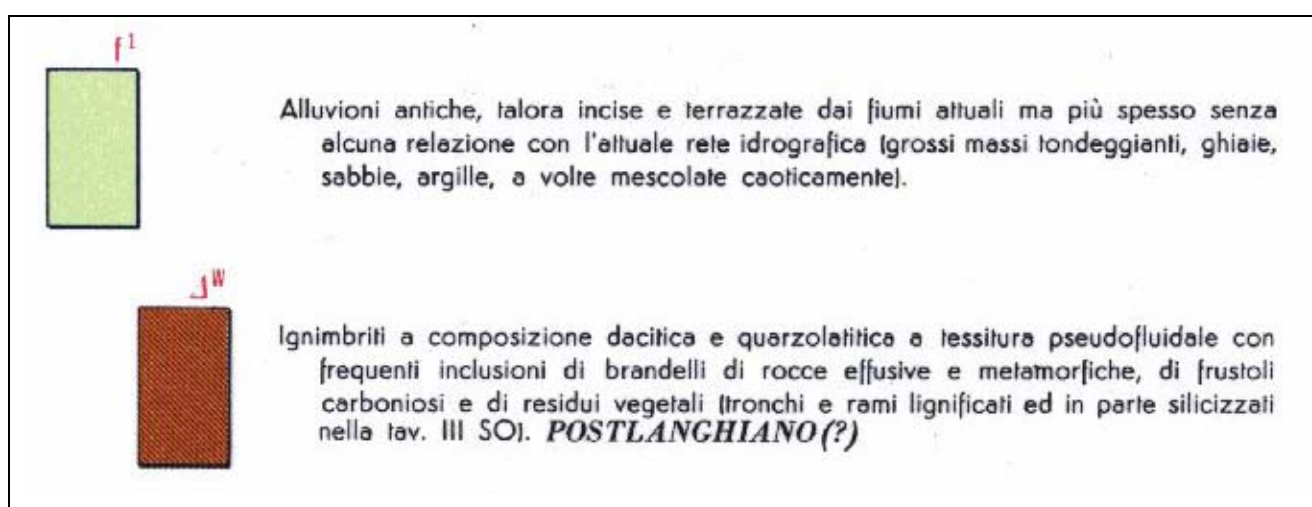 f¹
Alluvioni antiche, talora incise e terrazzate dai fiumi attuali ma più spesso senza
alcuna relazione con l'attuale rete idrografica (grossi massi tondeggianti, ghiaie,
sabbie, argille, a volte mescolate caoticamente).
W
Ignimbriti a composizione dacitica e quarzolatitica a tessitura pseudofluidale con
frequenti inclusioni di brandelli di rocce effusive e metamorfiche, di frustoli
carboniosi e di residui vegetali (tronchi e rami lignificati ed in parte silicizzati
nella tav. III SO). POSTLANGHIANO(?)